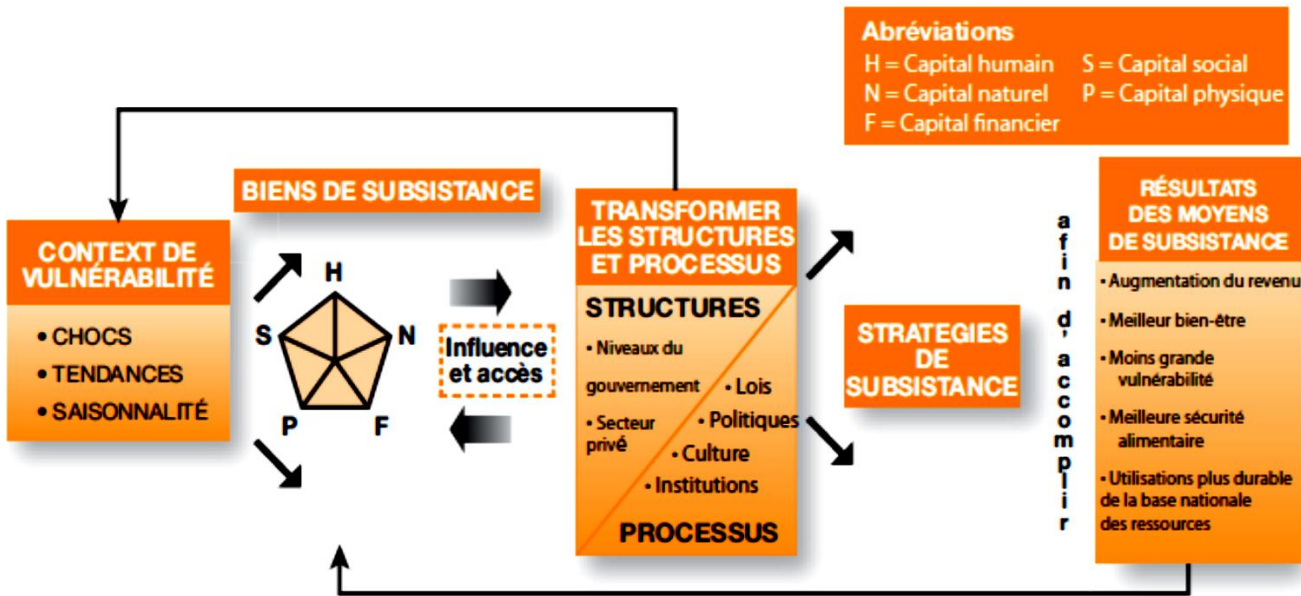 Abréviations
H = Capital humain S = Capital social
N = Capital naturel P = Capital physique
F = Capital financier
BIENS DE SUBSISTANCE
CONTEXT DE
VULNÉRABILITÉ
• CHOCS
• TENDANCES
• SAISONNALITÉ
H
S
N
P
F
Influence
et accès
TRANSFORMER
LES STRUCTURES
ET PROCESSUS
STRUCTURES
• Niveaux du
gouvernement
• Secteur
privé
• Lois
• Politiques
• Culture
• Institutions
PROCESSUS
STRATEGIES
DE
SUBSISTANCE
afin d'accomplir
RÉSULTATS
DES MOYENS
DE SUBSISTANCE
• Augmentation du revenu
• Meilleur bien-être
• Moins grande
vulnérabilité
• Meilleure sécurité
alimentaire
• Utilisations plus durable
de la base nationale
des ressources